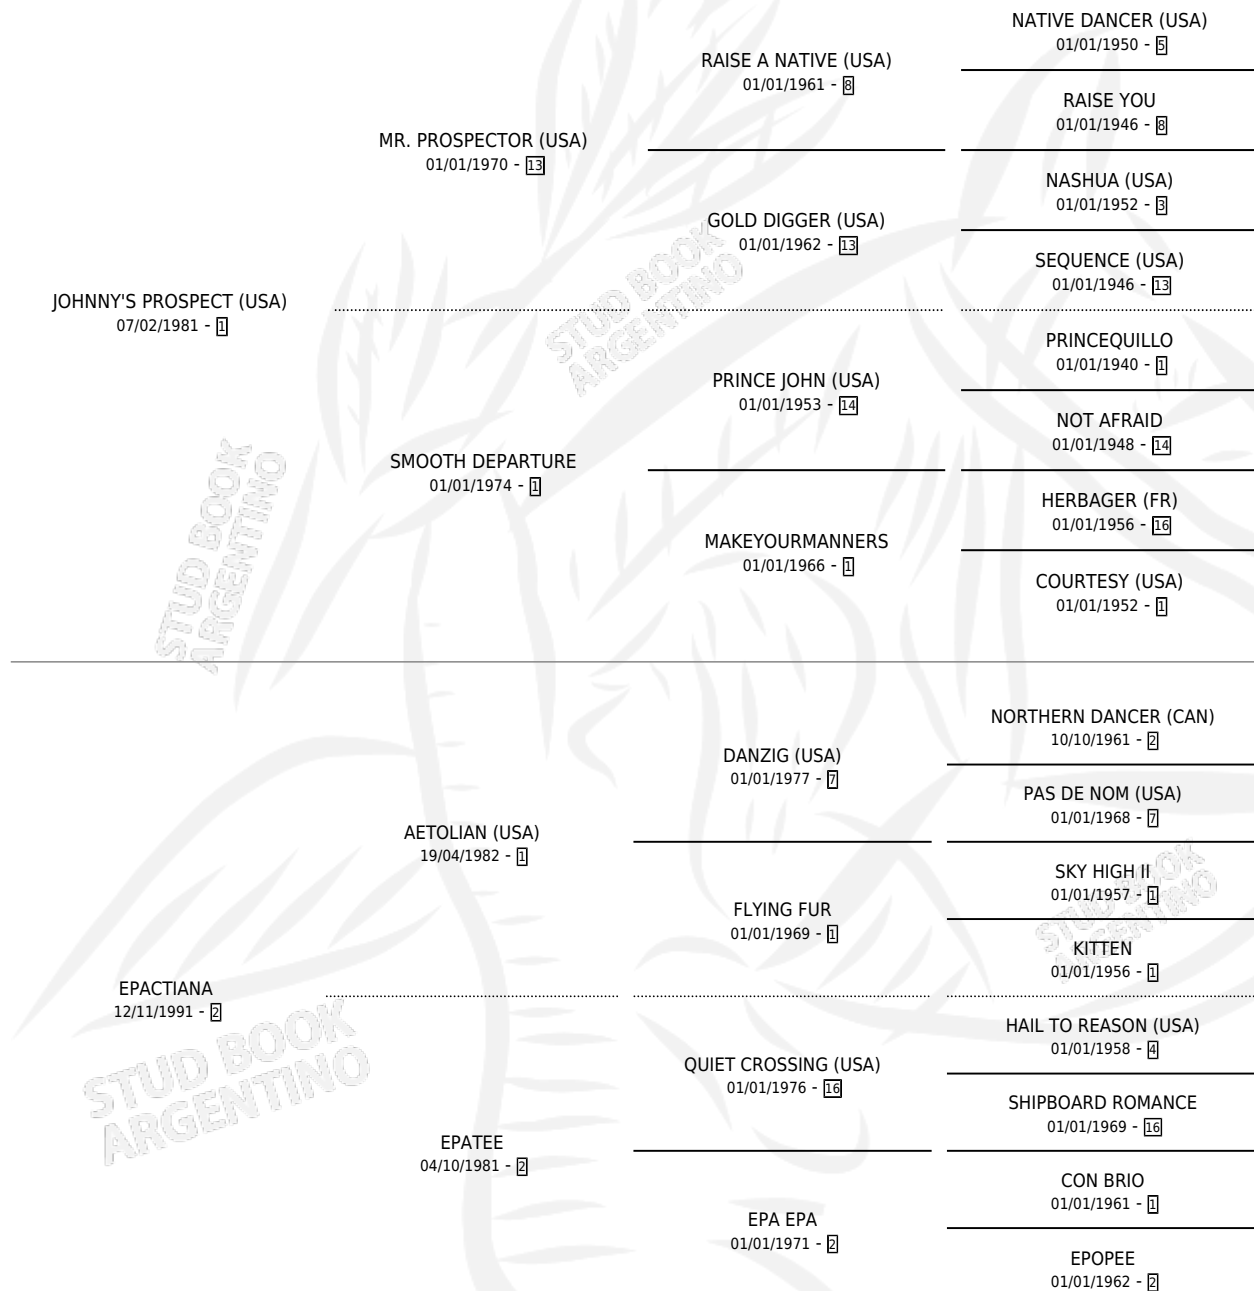 NATIVE DANCER (USA)
01/01/1950 - 5
RAISE A NATIVE (USA)
01/01/1961 - 8
RAISE YOU
01/01/1946 - 8
MR. PROSPECTOR (USA)
01/01/1970 - 13
NASHUA (USA)
01/01/1952 - 3
GOLD DIGGER (USA)
01/01/1962 - 13
SEQUENCE (USA)
01/01/1946 - 13
JOHNNY'S PROSPECT (USA)
07/02/1981 - 1
PRINCEQUILLO
01/01/1940 - 1
PRINCE JOHN (USA)
01/01/1953 - 14
NOT AFRAID
01/01/1948 - 14
SMOOTH DEPARTURE
01/01/1974 - 1
HERBAGER (FR)
01/01/1956 - 16
MAKEYOURMANNERS
01/01/1966 - 1
COURTESY (USA)
01/01/1952 - 1
NORTHERN DANCER (CAN)
10/10/1961 - 2
DANZIG (USA)
01/01/1977 - 7
PAS DE NOM (USA)
01/01/1968 - 7
AETOLIAN (USA)
19/04/1982 - 1
SKY HIGH II
01/01/1957 - 1
FLYING FUR
01/01/1969 - 1
KITTEN
01/01/1956 - 1
EPACTIANA
12/11/1991 - 2
HAIL TO REASON (USA)
01/01/1958 - 4
QUIET CROSSING (USA)
01/01/1976 - 16
SHIPBOARD ROMANCE
01/01/1969 - 16
EPATEE
04/10/1981 - 2
CON BRIO
01/01/1961 - 1
EPA EPA
01/01/1971 - 2
EPOPEE
01/01/1962 - 2
STUD BOOK
ARGENTINO
STUD BOOK
ARGENTINO
STUD BOOK
ARGENTINO
STUD BOOK
ARGENTINO